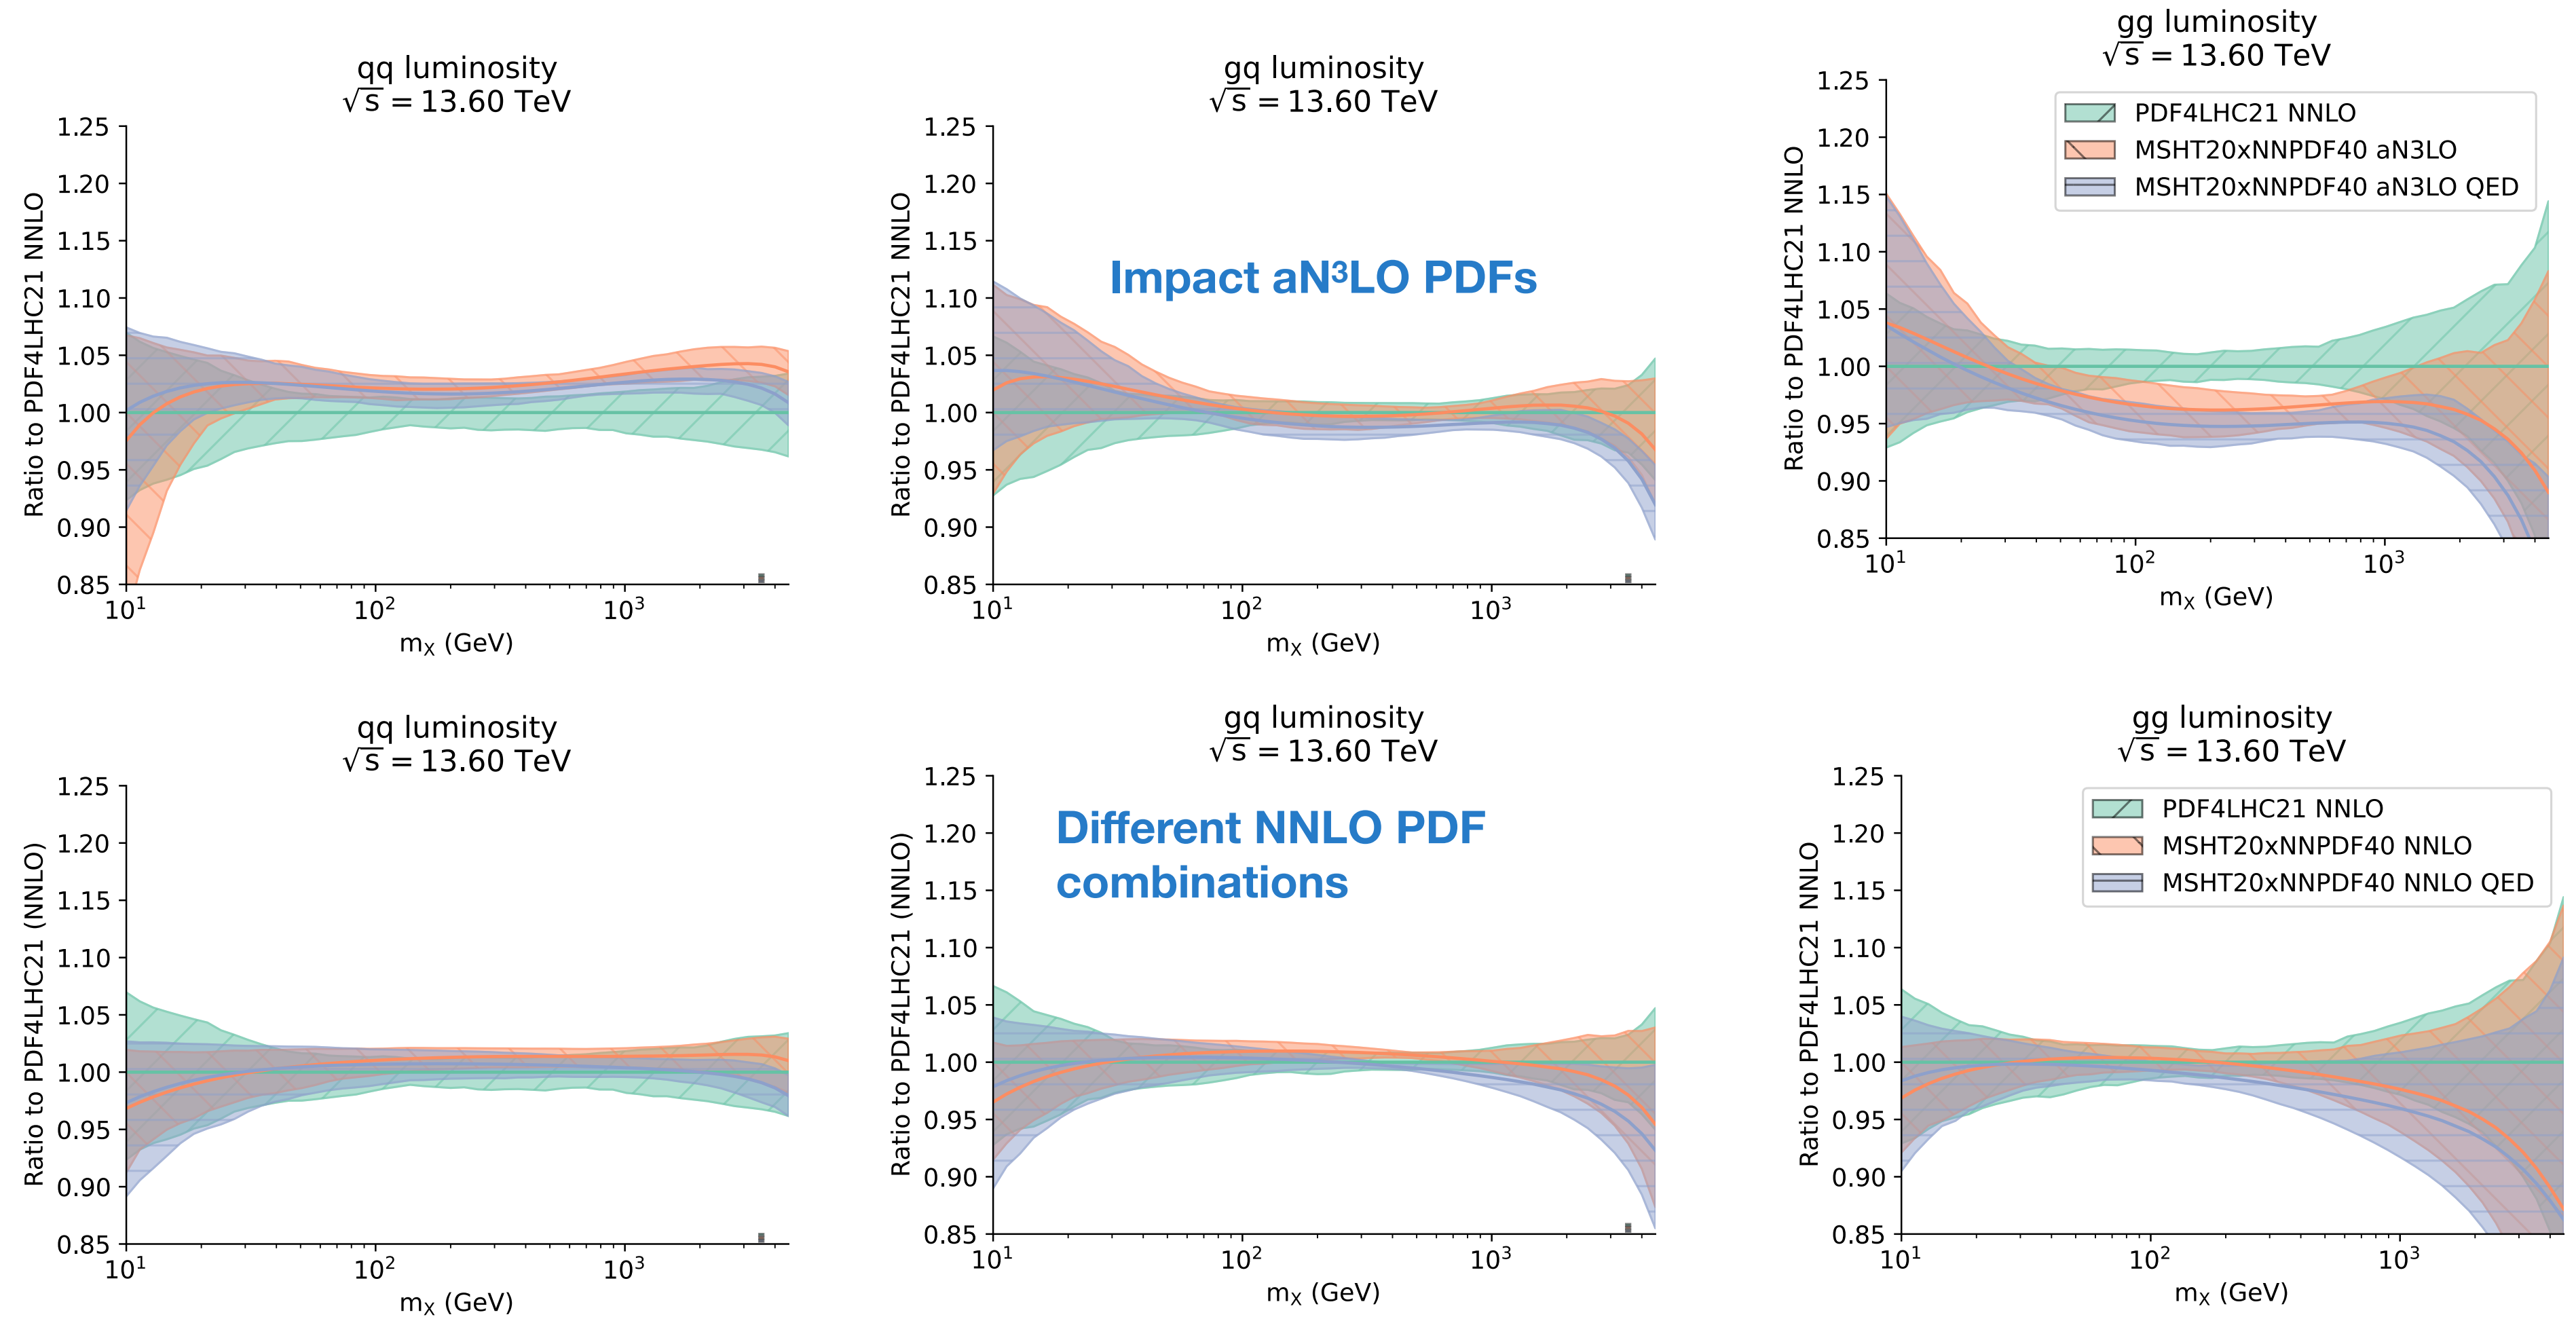 qq luminosity
√s = 13.60 TeV
1.25
1.20
1.15
1.10
1.05
1.00
0.95
0.90
0.85
Ratio to PDF4LHC21 NNLO
10¹ 10² 10³
mX (GeV)
gq luminosity
√s = 13.60 TeV
1.25
1.20
1.15
1.10
1.05
1.00
0.95
0.90
0.85
Ratio to PDF4LHC21 NNLO
Impact aN³LO PDFs
10¹ 10² 10³
mX (GeV)
gg luminosity
√s = 13.60 TeV
1.25
1.20
1.15
1.10
1.05
1.00
0.95
0.90
0.85
Ratio to PDF4LHC21 NNLO
PDF4LHC21 NNLO
MSHT20xNNPDF40 aN3LO
MSHT20xNNPDF40 aN3LO QED
10¹ 10² 10³
mX (GeV)
qq luminosity
√s = 13.60 TeV
1.25
1.20
1.15
1.10
1.05
1.00
0.95
0.90
0.85
Ratio to PDF4LHC21 (NNLO)
10¹ 10² 10³
mX (GeV)
gq luminosity
√s = 13.60 TeV
1.25
1.20
1.15
1.10
1.05
1.00
0.95
0.90
0.85
Ratio to PDF4LHC21 (NNLO)
Different NNLO PDF
combinations
10¹ 10² 10³
mX (GeV)
gg luminosity
√s = 13.60 TeV
1.25
1.20
1.15
1.10
1.05
1.00
0.95
0.90
0.85
Ratio to PDF4LHC21 NNLO
PDF4LHC21 NNLO
MSHT20xNNPDF40 NNLO
MSHT20xNNPDF40 NNLO QED
10¹ 10² 10³
mX (GeV)